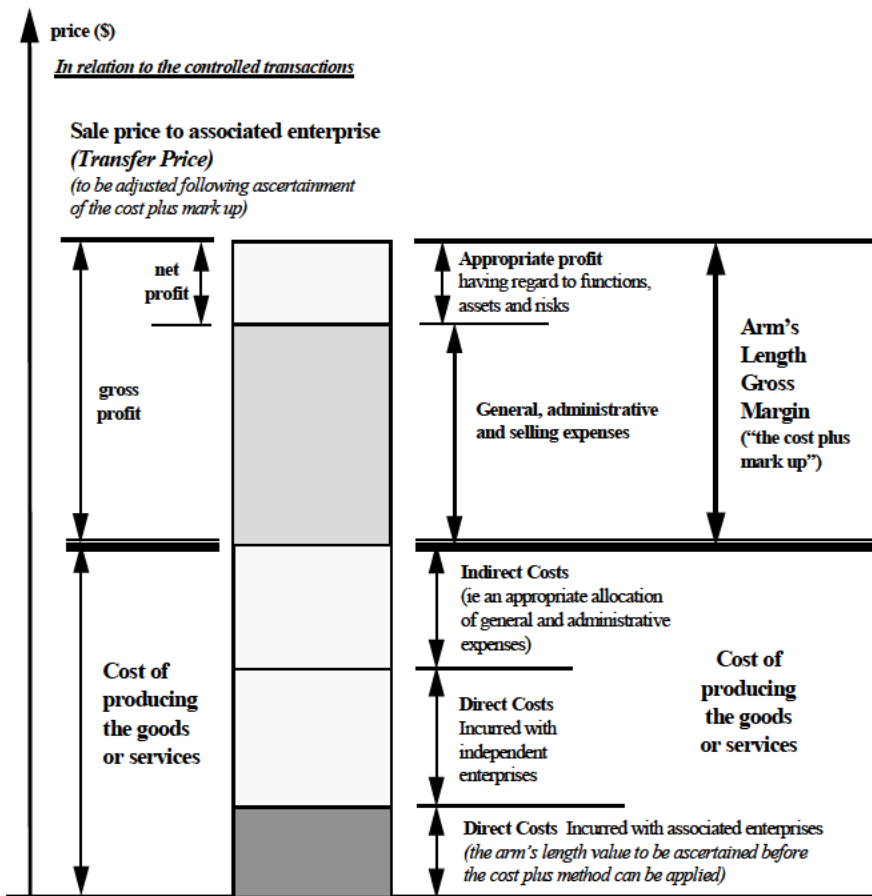 price ($)
In relation to the controlled transactions
Sale price to associated enterprise
(Transfer Price)
(to be adjusted following ascertainment
of the cost plus mark up)
net
profit
gross
profit
Appropriate profit
having regard to functions,
assets and risks
General, administrative
and selling expenses
Arm's
Length
Gross
Margin
("the cost plus
mark up")
Cost of
producing
the goods
or services
Indirect Costs
(ie an appropriate allocation
of general and administrative
expenses)
Direct Costs
Incurred with
independent
enterprises
Cost of
producing
the goods
or services
Direct Costs Incurred with associated enterprises
(the arm's length value to be ascertained before
the cost plus method can be applied)